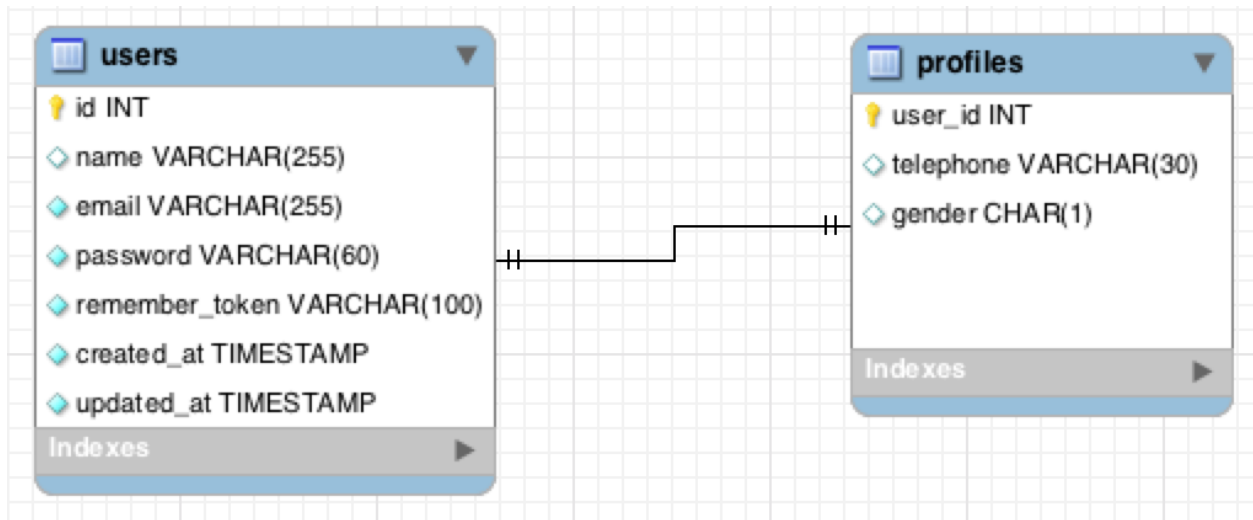 users
id INT
name VARCHAR(255)
email VARCHAR(255)
password VARCHAR(60)
remember_token VARCHAR(100)
created_at TIMESTAMP
updated_at TIMESTAMP
Indexes
profiles
user_id INT
telephone VARCHAR(30)
gender CHAR(1)
Indexes